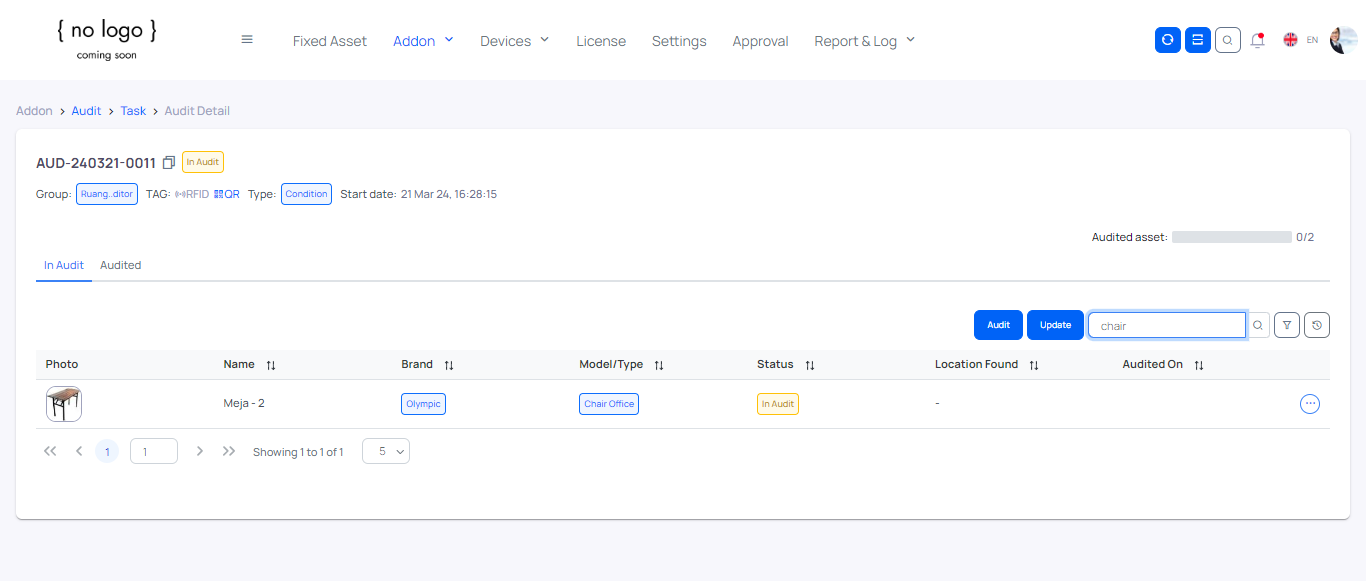 { no logo }
coming soon
Fixed Asset Addon Devices License Settings Approval Report & Log EN
Addon > Audit > Task > Audit Detail
AUD-240321-0011 In Audit
Group: Ruang..ditor TAG: RFID QR Type: Condition Start date: 21 Mar 24, 16:28:15
Audited asset: 0/2
In Audit Audited
Audit Update chair
Photo Name Brand Model/Type Status Location Found Audited On
Meja - 2 Olympic Chair Office In Audit -
1 1 Showing 1 to 1 of 1 5